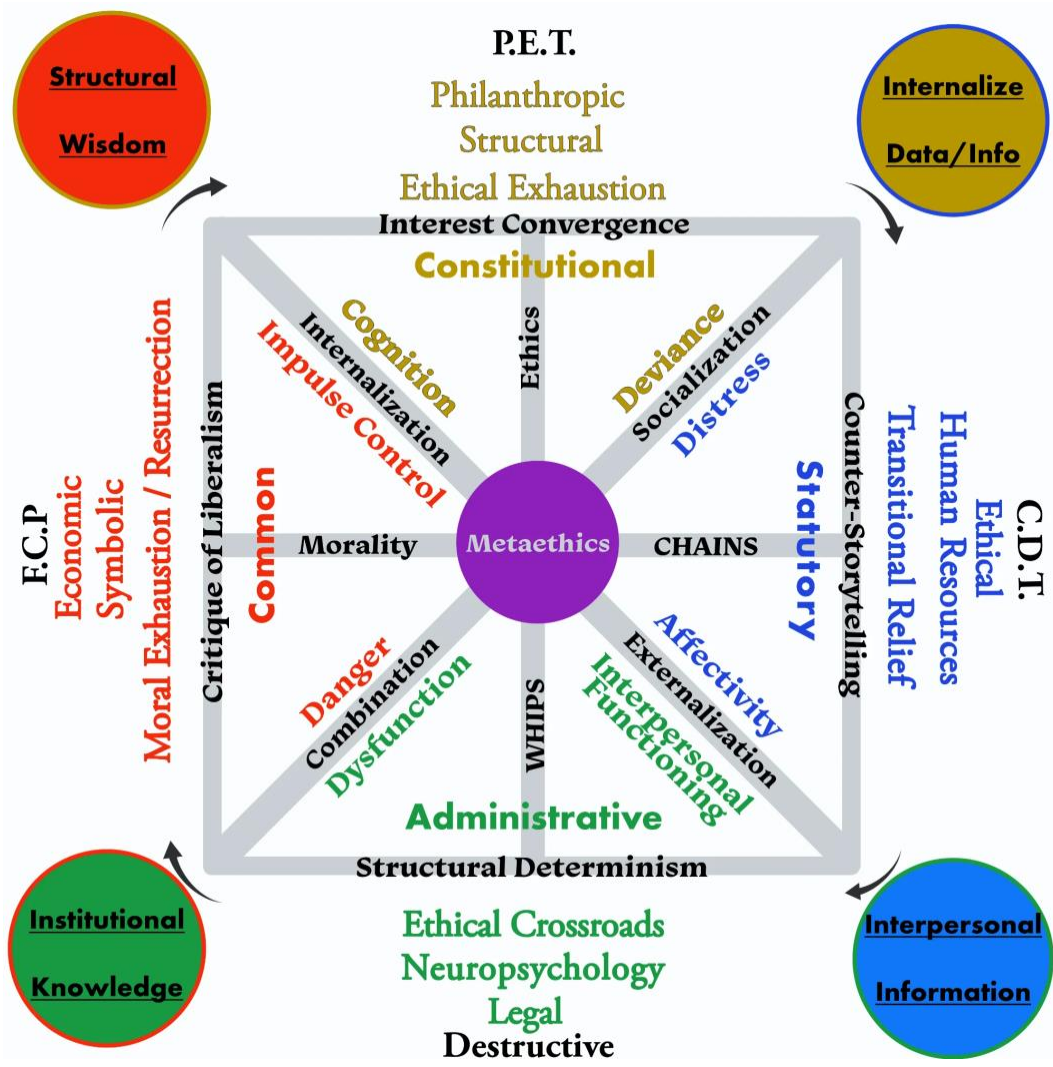 P.E.T.
Philanthropic
Structural
Ethical Exhaustion
Structural
Wisdom
Internalize
Data/Info
Interest Convergence
Constitutional
Cognition
Internalization
Impulse Control
Ethics
Deviance
Socialization
Distress
F.C.P
Economic
Symbolic
Moral Exhaustion / Resurrection
Critique of Liberalism
Common
Morality
Metaethics
CHAINS
Statutory
Counter-Storytelling
Transitional Relief
Human Resources
Ethical
C.D.T.
Danger
Combination
Dysfunction
WHIPS
Affectivity
Externalization
Interpersonal
Functioning
Administrative
Structural Determinism
Institutional
Knowledge
Interpersonal
Information
Ethical Crossroads
Neuropsychology
Legal
Destructive